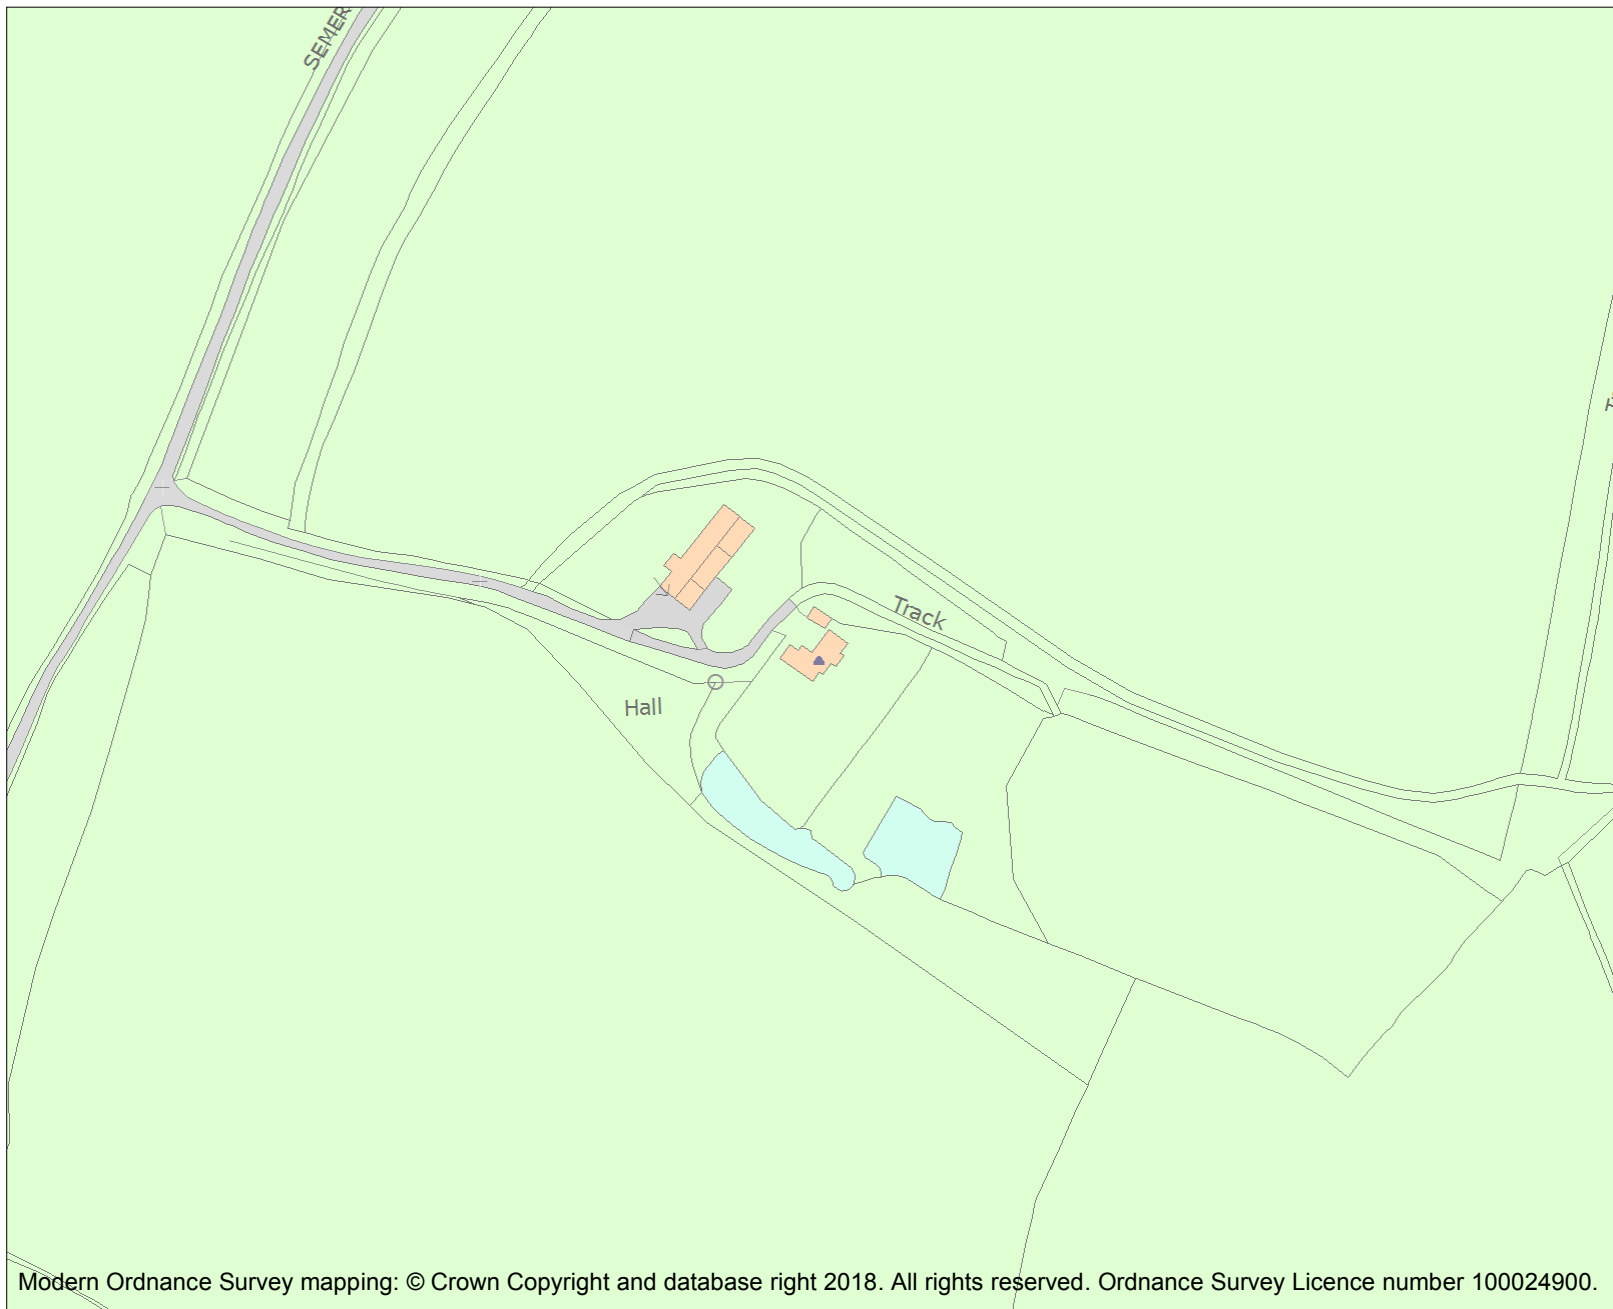 SEMER
Track
Hall
Modern Ordnance Survey mapping: © Crown Copyright and database right 2018. All rights reserved. Ordnance Survey Licence number 100024900.